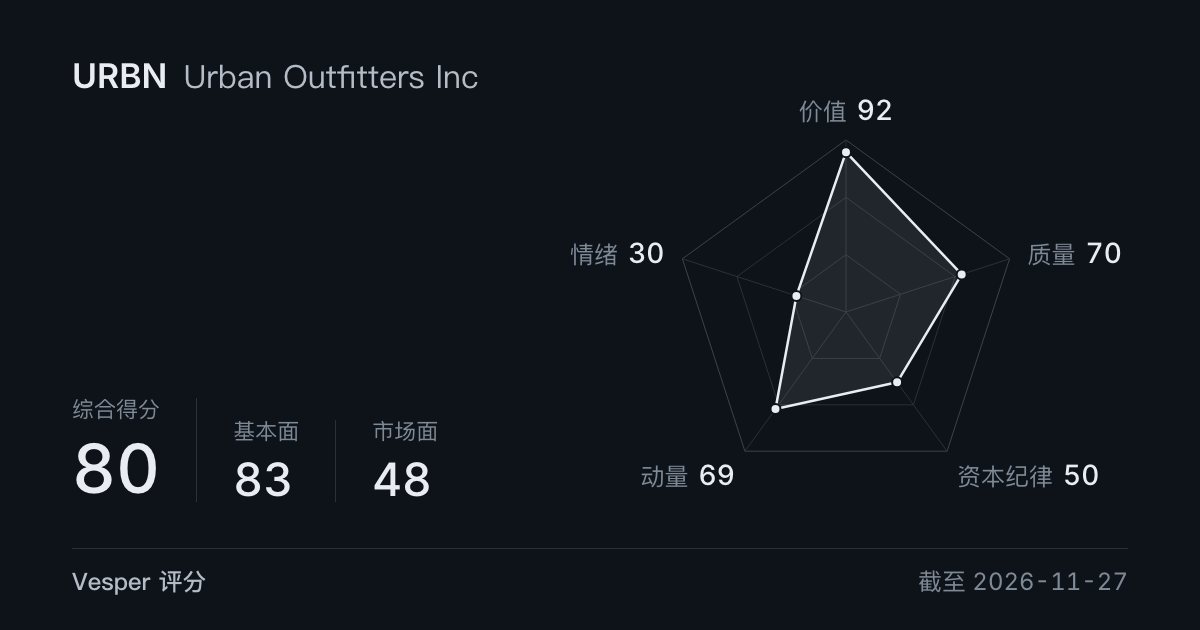 URBN Urban Outfitters Inc
价值 92
情绪 30
质量 70
动量 69
资本纪律 50
综合得分
80
基本面
83
市场面
48
Vesper 评分
截至 2026-11-27